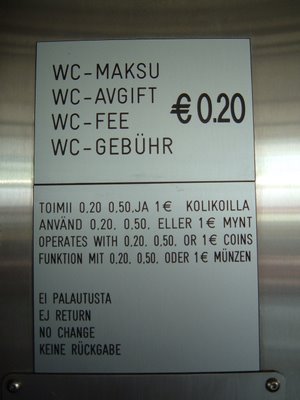 WC-MAKSU
WC-AVGIFT
WC-FEE
WC-GEBÜHR
€0.20
TOIMII 0,20 0,50,JA 1€ KOLIKOILLA
ANVÄND 0,20, 0,50, ELLER 1€ MYNT
OPERATES WITH 0,20, 0,50, OR 1€ COINS
FUNKTION MIT 0,20, 0,50, ODER 1€ MÜNZEN
EI PALAUTUSTA
EJ RETURN
NO CHANGE
KEINE RÜCKGABE